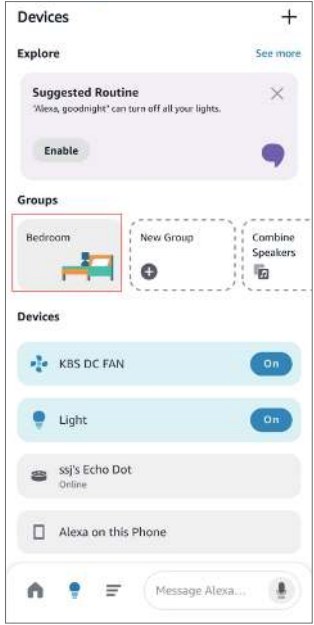 Devices
Explore
See more
Suggested Routine
"Alexa, goodnight" can turn off all your lights.
Enable
Groups
Bedroom
New Group
Combine
Speakers
Devices
KBS DC FAN
On
Light
On
ssj's Echo Dot
Online
Alexa on this Phone
Message Alexa...